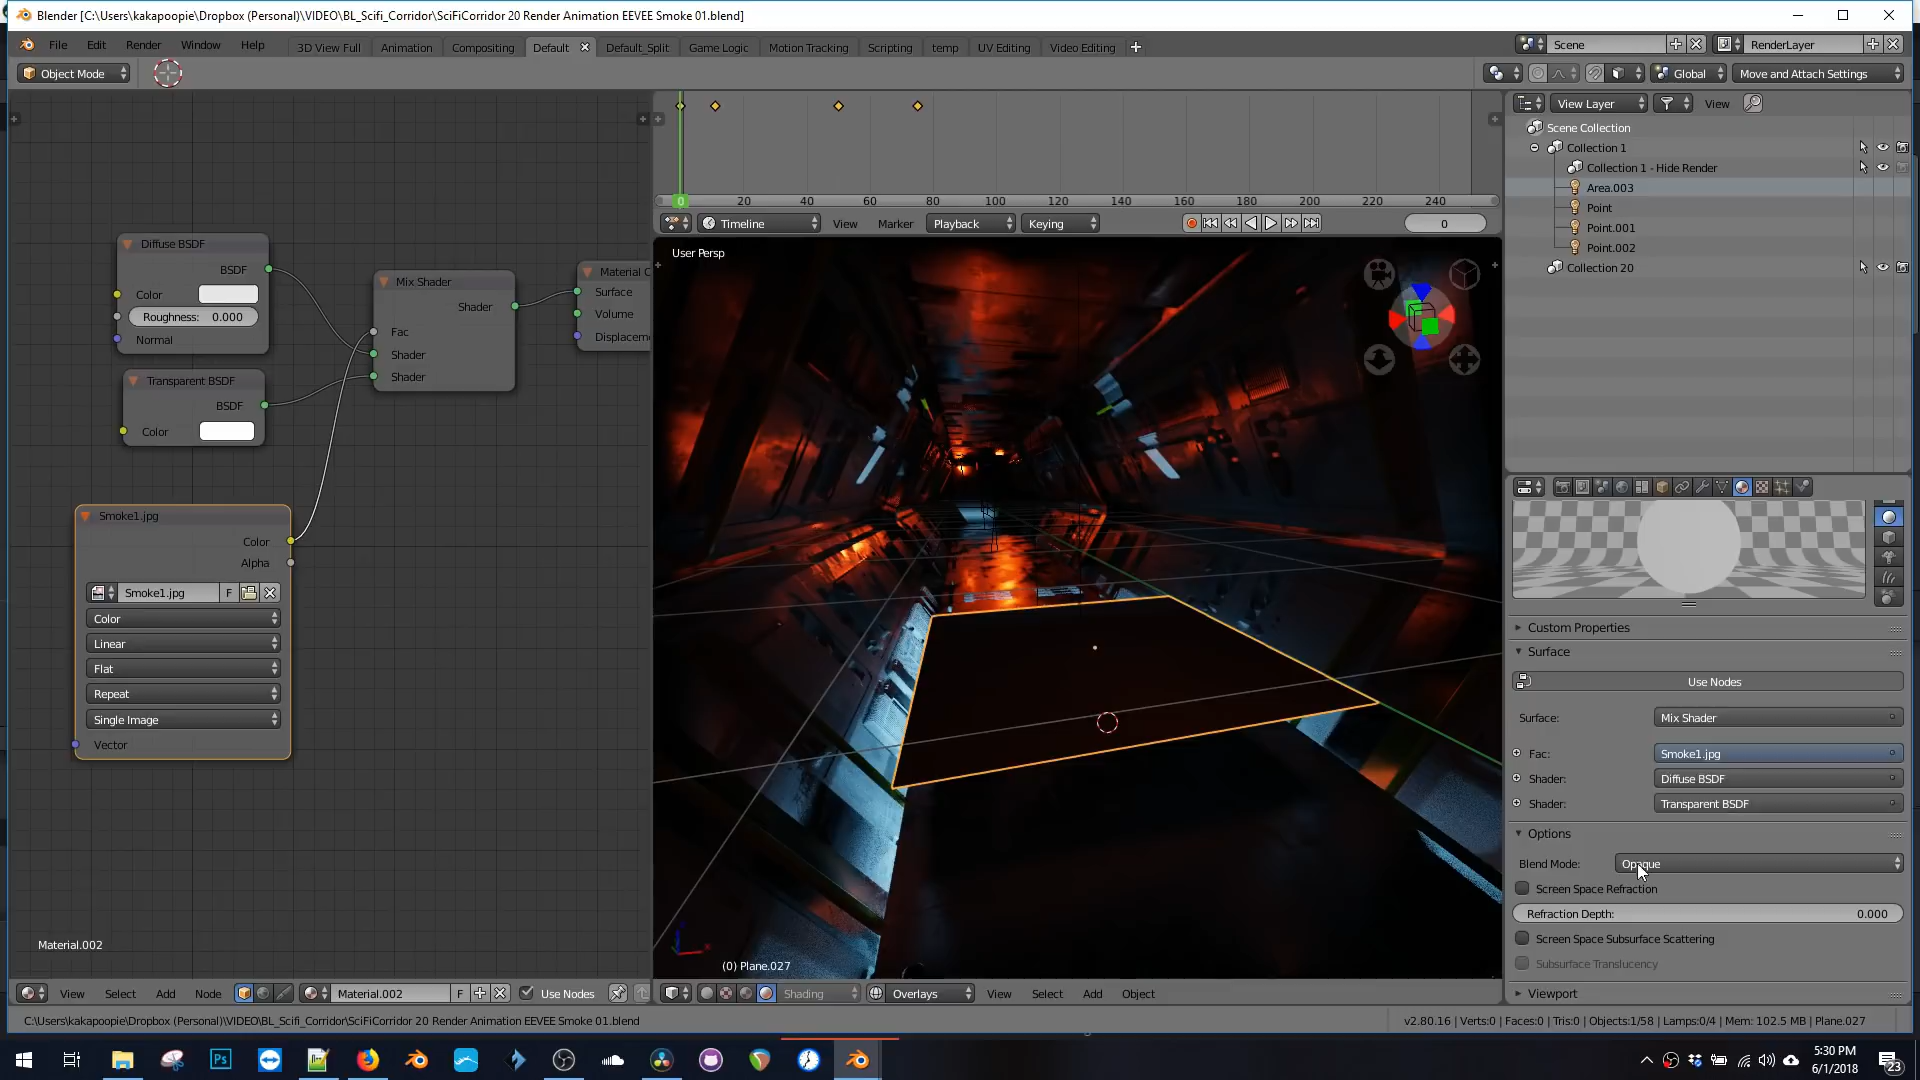 Blender [C:\Users\kakapoopie\Dropbox (Personal)\VIDEO\BL_Scifi_Corridor\SciFiCorridor 20 Render Animation EEVEE Smoke 01.blend]
File Edit Render Window Help 3D View Full Animation Compositing Default Default_Split Game Logic Motion Tracking Scripting temp UV Editing Video Editing Scene RenderLayer
Object Mode Global Move and Attach Settings
View Layer View
Scene Collection
Collection 1
Collection 1 - Hide Render
Area.003
Point
Point.001
Point.002
Collection 20
0 20 40 60 80 100 120 140 160 180 200 220 240
Timeline View Marker Playback Keying 0
User Persp
Diffuse BSDF
BSDF
Color
Roughness: 0.000
Normal
Transparent BSDF
BSDF
Color
Mix Shader
Shader
Fac
Shader
Shader
Material O
Surface
Volume
Displacem
Smoke1.jpg
Color
Alpha
Smoke1.jpg F
Color
Linear
Flat
Repeat
Single Image
Vector
Material.002
(0) Plane.027
Custom Properties
Surface
Use Nodes
Surface: Mix Shader
Fac: Smoke1.jpg
Shader: Diffuse BSDF
Shader: Transparent BSDF
Options
Blend Mode: Opaque
Screen Space Refraction
Refraction Depth: 0.000
Screen Space Subsurface Scattering
Subsurface Translucency
Viewport
View Select Add Node Material.002 F Use Nodes
Shading Overlays View Select Add Object
C:\Users\kakapoopie\Dropbox (Personal)\VIDEO\BL_Scifi_Corridor\SciFiCorridor 20 Render Animation EEVEE Smoke 01.blend
v2.80.16 | Verts:0 | Faces:0 | Tris:0 | Objects:1/58 | Lamps:0/4 | Mem: 102.5 MB | Plane.027
Ps
5:30 PM
6/1/2018
23